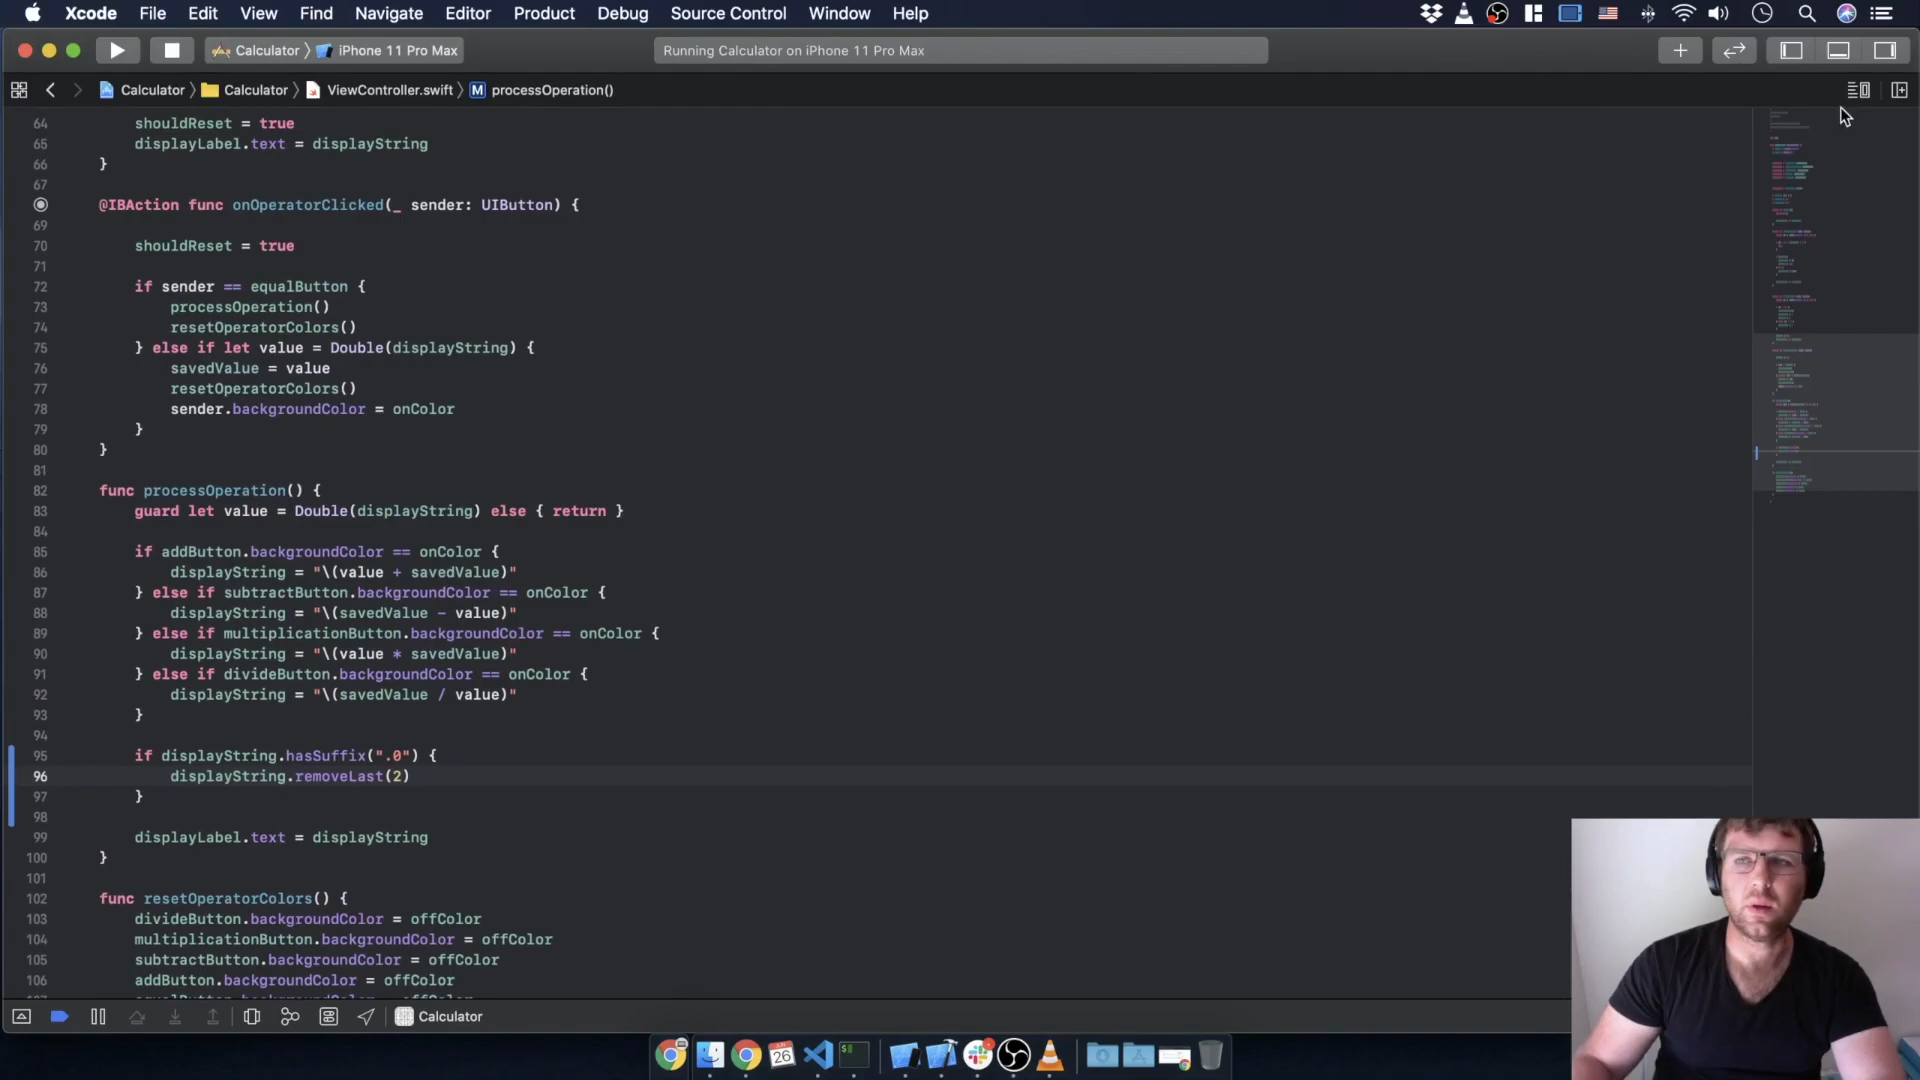 Xcode File Edit View Find Navigate Editor Product Debug Source Control Window Help
Calculator iPhone 11 Pro Max
Running Calculator on iPhone 11 Pro Max
Calculator Calculator ViewController.swift M processOperation()
64 shouldReset = true
65 displayLabel.text = displayString
66 }
67
@IBAction func onOperatorClicked(_ sender: UIButton) {
69
70 shouldReset = true
71
72 if sender == equalButton {
73 processOperation()
74 resetOperatorColors()
75 } else if let value = Double(displayString) {
76 savedValue = value
77 resetOperatorColors()
78 sender.backgroundColor = onColor
79 }
80 }
81
82 func processOperation() {
83 guard let value = Double(displayString) else { return }
84
85 if addButton.backgroundColor == onColor {
86 displayString = "\(value + savedValue)"
87 } else if subtractButton.backgroundColor == onColor {
88 displayString = "\(savedValue - value)"
89 } else if multiplicationButton.backgroundColor == onColor {
90 displayString = "\(value * savedValue)"
91 } else if divideButton.backgroundColor == onColor {
92 displayString = "\(savedValue / value)"
93 }
94
95 if displayString.hasSuffix(".0") {
96 displayString.removeLast(2)
97 }
98
99 displayLabel.text = displayString
100 }
101
102 func resetOperatorColors() {
103 divideButton.backgroundColor = offColor
104 multiplicationButton.backgroundColor = offColor
105 subtractButton.backgroundColor = offColor
106 addButton.backgroundColor = offColor
Calculator
26